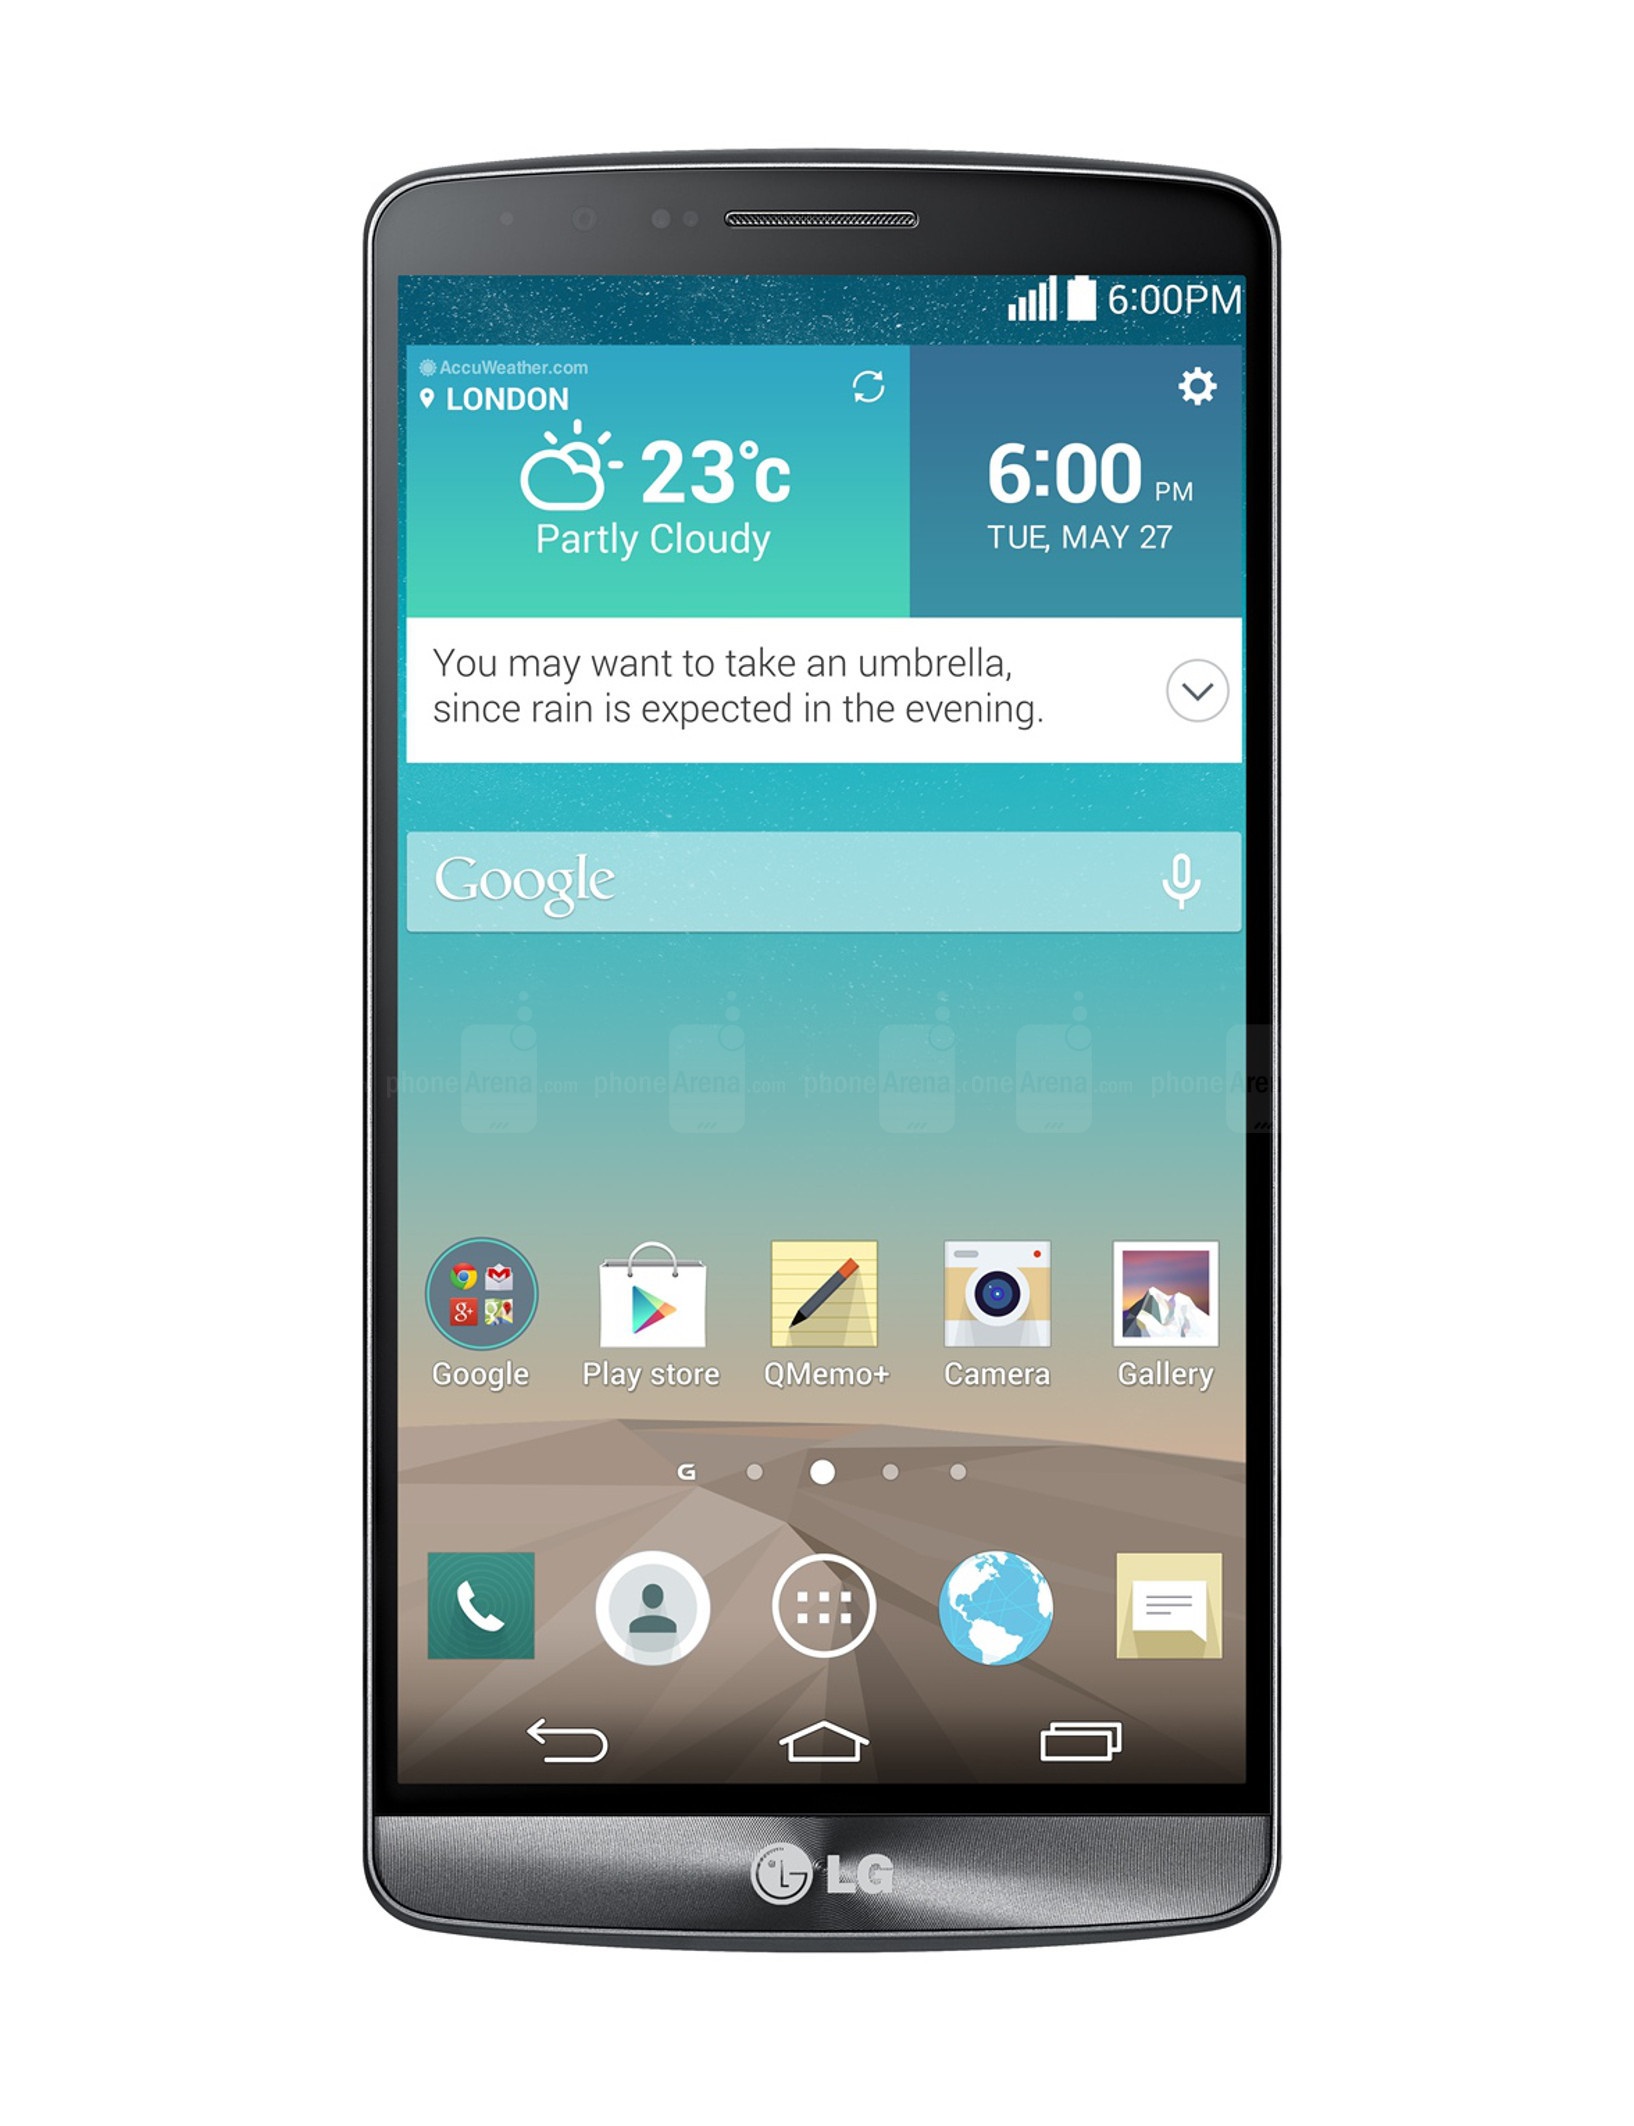 6:00PM
AccuWeather.com
LONDON
23°c
Partly Cloudy
6:00 PM
TUE, MAY 27
You may want to take an umbrella,
since rain is expected in the evening.
Google
phoneArena.com phoneArena.com phoneArena.com oneArena.com phoneAre
g+
Google Play store QMemo+ Camera Gallery
G
LG LG